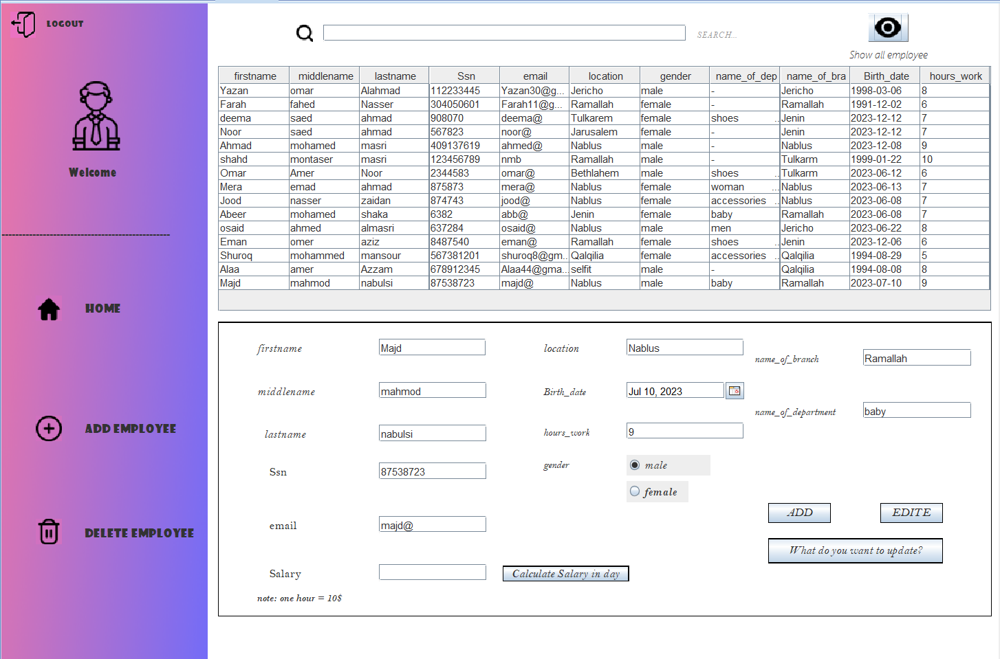 LOGOUT
Welcome
HOME
ADD EMPLOYEE
DELETE EMPLOYEE
SEARCH...
Show all employee
firstname middlename lastname Ssn email location gender name_of_dep name_of_bra Birth_date hours_work
Yazan omar Alahmad 112233445 Yazan30@g... Jericho male - Jericho 1998-03-06 8
Farah fahed Nasser 304050601 Farah11@g... Ramallah female - Ramallah 1991-12-02 6
deema saed ahmad 908070 deema@ Tulkarem female shoes ... Jenin 2023-12-12 7
Noor saed ahmad 567823 noor@ Jarusalem female - Jenin 2023-12-12 7
Ahmad mohamed masri 409137619 ahmed@ Nablus male - Nablus 2023-12-08 9
shahd montaser masri 123456789 nmb Ramallah male - Tulkarm 1999-01-22 10
Omar Amer Noor 2344583 omar@ Bethlahem male shoes ... Tulkarm 2023-06-12 6
Mera emad ahmad 875873 mera@ Nablus female woman ... Nablus 2023-06-13 7
Jood nasser zaidan 874743 jood@ Nablus female accessories ... Nablus 2023-06-08 7
Abeer mohamed shaka 6382 abb@ Jenin female baby Ramallah 2023-06-08 7
osaid ahmed almasri 637284 osaid@ Nablus male men Jericho 2023-06-22 8
Eman omer aziz 8487540 eman@ Ramallah female shoes ... Jenin 2023-12-06 6
Shuroq mohammed mansour 567381201 shuroq8@gm... Qalqilia female accessories ... Qalqilia 1994-08-29 5
Alaa amer Azzam 678912345 Alaa44@gma... selfit male - Qalqilia 1994-08-08 8
Majd mahmod nabulsi 87538723 majd@ Nablus male baby Ramallah 2023-07-10 9
firstname Majd
middlename mahmod
lastname nabulsi
Ssn 87538723
email majd@
Salary
Calculate Salary in day
note: one hour = 10$
location Nablus
Birth_date Jul 10, 2023
hours_work 9
gender male
female
name_of_branch Ramallah
name_of_department baby
ADD
EDITE
What do you want to update?